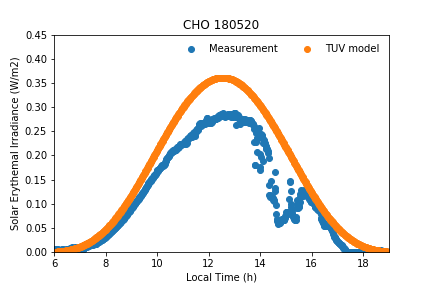 CHO 180520
Measurement
TUV model
Solar Erythemal Irradiance (W/m2)
0.45
0.40
0.35
0.30
0.25
0.20
0.15
0.10
0.05
0.00
6 8 10 12 14 16 18
Local Time (h)